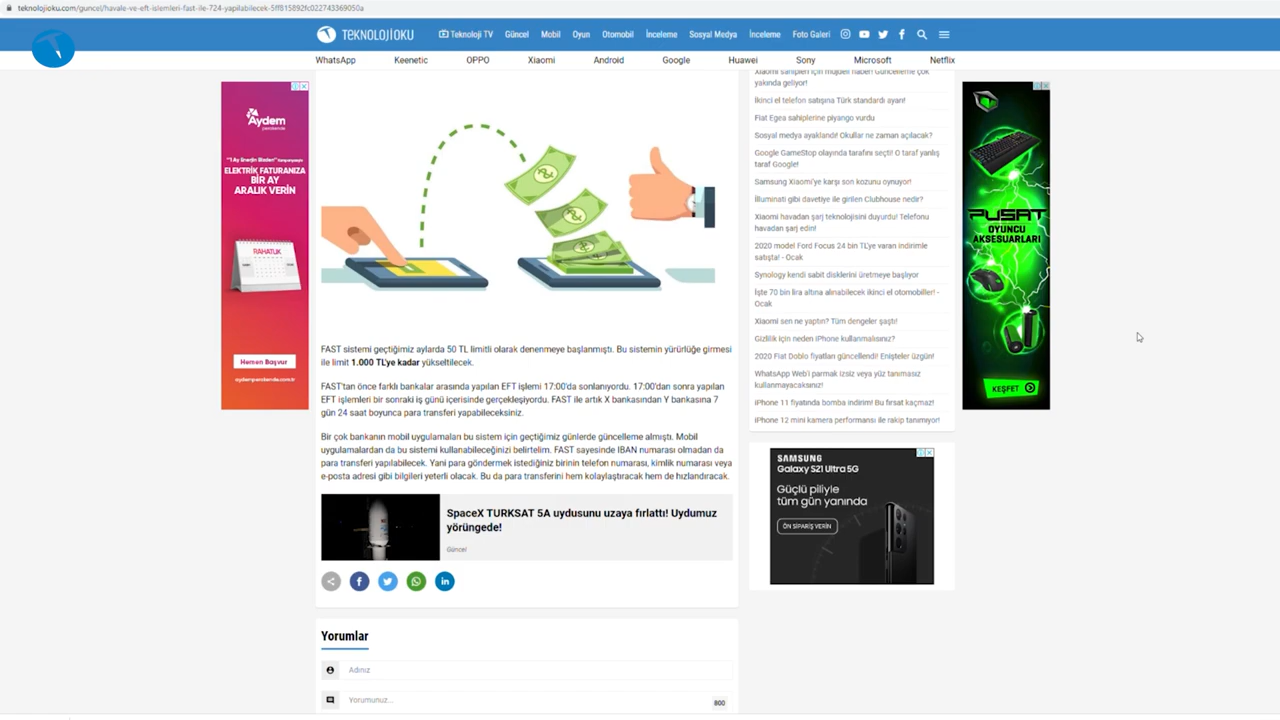 teknolojioku.com/guncel/havale-ve-eft-islemleri-fast-ile-724-yapilabilecek-5ff815892fc022743369050a
TEKNOLOJİOKU
Teknoloji TV
Güncel
Mobil
Oyun
Otomobil
İnceleme
Sosyal Medya
İnceleme
Foto Galeri
WhatsApp
Keenetic
OPPO
Xiaomi
Android
Google
Huawei
Sony
Microsoft
Netflix
Aydem
perakende
ELEKTRİK FATURANIZA
BİR AY
ARALIK VERİN
RAHATLIK
Hemen Başvur
aydemperakende.com.tr
FAST sistemi geçtiğimiz aylarda 50 TL limitli olarak denenmeye başlanmıştı. Bu sistemin yürürlüğe girmesi
ile limit 1.000 TL'ye kadar yükseltilecek.
FAST'tan önce farklı bankalar arasında yapılan EFT işlemi 17:00'da sonlanıyordu. 17:00'dan sonra yapılan
EFT işlemleri bir sonraki iş günü içerisinde gerçekleşiyordu. FAST ile artık X bankasından Y bankasına 7
gün 24 saat boyunca para transferi yapabileceksiniz.
Bir çok bankanın mobil uygulamaları bu sistem için geçtiğimiz günlerde güncelleme almıştı. Mobil
uygulamalardan da bu sistemi kullanabileceğinizi belirtelim. FAST sayesinde IBAN numarası olmadan da
para transferi yapılabilecek. Yani para göndermek istediğiniz birinin telefon numarası, kimlik numarası veya
e-posta adresi gibi bilgileri yeterli olacak. Bu da para transferini hem kolaylaştıracak hem de hızlandıracak.
SpaceX TURKSAT 5A uydusunu uzaya fırlattı! Uydumuz
yörüngede!
Güncel
Yorumlar
Adınız
Yorumunuz...
800
Xiaomi sahipleri için müjdeli haber! Güncelleme çok
yakında geliyor!
İkinci el telefon satışına Türk standardı ayarı!
Fiat Egea sahiplerine piyango vurdu
Sosyal medya ayaklandı! Okullar ne zaman açılacak?
Google GameStop olayında tarafını seçti! O taraf yanlış
taraf Google!
Samsung Xiaomi'ye karşı son kozunu oynuyor!
İlluminati gibi davetiye ile girilen Clubhouse nedir?
Xiaomi havadan şarj teknolojisini duyurdu! Telefonu
havadan şarj edin!
2020 model Ford Focus 24 bin TL'ye varan indirimle
satışta! - Ocak
Synology kendi sabit disklerini üretmeye başlıyor
İşte 70 bin lira altına alınabilecek ikinci el otomobiller! -
Ocak
Xiaomi sen ne yaptın? Tüm dengeler şaştı!
Gizlilik için neden iPhone kullanmalısınız?
2020 Fiat Doblo fiyatları güncellendi! Enişteler üzgün!
WhatsApp Web'i parmak izsiz veya yüz tanımasız
kullanmayacaksınız!
iPhone 11 fiyatında bomba indirim! Bu fırsat kaçmaz!
iPhone 12 mini kamera performansı ile rakip tanımıyor!
SAMSUNG
Galaxy S21 Ultra 5G
Güçlü piliyle
tüm gün yanında
ÖN SİPARİŞ VERİN
PUSAT
OYUNCU
AKSESUARLARI
KEŞFET